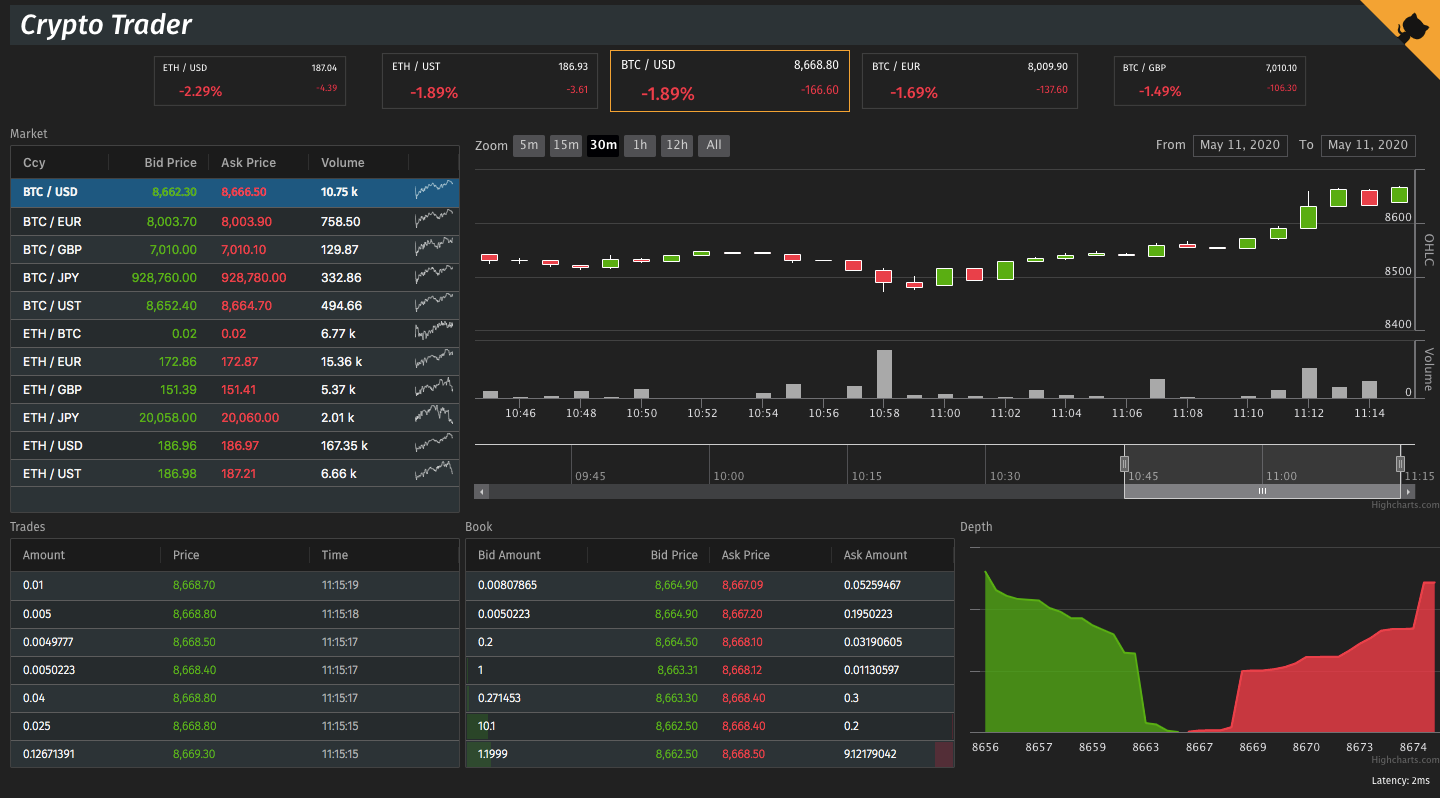 Crypto Trader
ETH / USD 187.04
-2.29% -4.39
ETH / UST 186.93
-1.89% -3.61
BTC / USD 8,668.80
-1.89% -166.60
BTC / EUR 8,009.90
-1.69% -137.60
BTC / GBP 7,010.10
-1.49% -106.30
Market
Ccy Bid Price Ask Price Volume
BTC / USD 8,662.30 8,666.50 10.75 k
BTC / EUR 8,003.70 8,003.90 758.50
BTC / GBP 7,010.00 7,010.10 129.87
BTC / JPY 928,760.00 928,780.00 332.86
BTC / UST 8,652.40 8,664.70 494.66
ETH / BTC 0.02 0.02 6.77 k
ETH / EUR 172.86 172.87 15.36 k
ETH / GBP 151.39 151.41 5.37 k
ETH / JPY 20,058.00 20,060.00 2.01 k
ETH / USD 186.96 186.97 167.35 k
ETH / UST 186.98 187.21 6.66 k
Zoom 5m 15m 30m 1h 12h All
From May 11, 2020 To May 11, 2020
8600
8500
8400
OHLC
Volume
0
10:46 10:48 10:50 10:52 10:54 10:56 10:58 11:00 11:02 11:04 11:06 11:08 11:10 11:12 11:14
09:45 10:00 10:15 10:30 10:45 11:00 11:15
Highcharts.com
Trades
Amount Price Time
0.01 8,668.70 11:15:19
0.005 8,668.80 11:15:18
0.0049777 8,668.50 11:15:17
0.0050223 8,668.40 11:15:17
0.04 8,668.80 11:15:17
0.025 8,668.80 11:15:15
0.12671391 8,669.30 11:15:15
Book
Bid Amount Bid Price Ask Price Ask Amount
0.00807865 8,664.90 8,667.09 0.05259467
0.0050223 8,664.90 8,667.20 0.1950223
0.2 8,664.50 8,668.10 0.03190605
1 8,663.31 8,668.12 0.01130597
0.271453 8,663.30 8,668.40 0.3
10.1 8,662.50 8,668.40 0.2
1.1999 8,662.50 8,668.50 9.12179042
Depth
8656 8657 8659 8663 8667 8669 8670 8673 8674
Highcharts.com
Latency: 2ms